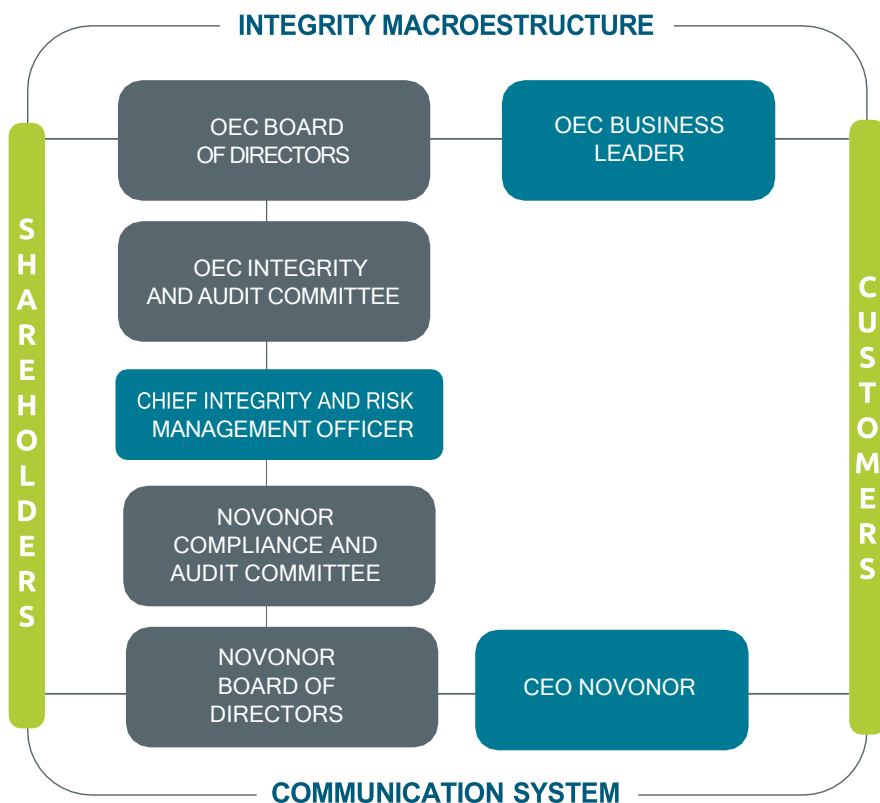 INTEGRITY MACROESTRUCTURE
OEC BOARD
OF DIRECTORS
OEC BUSINESS
LEADER
SHAREHOLDERS
OEC INTEGRITY
AND AUDIT COMMITTEE
CUSTOMERS
CHIEF INTEGRITY AND RISK
MANAGEMENT OFFICER
NOVONOR
COMPLIANCE AND
AUDIT COMMITTEE
NOVONOR
BOARD OF
DIRECTORS
CEO NOVONOR
COMMUNICATION SYSTEM